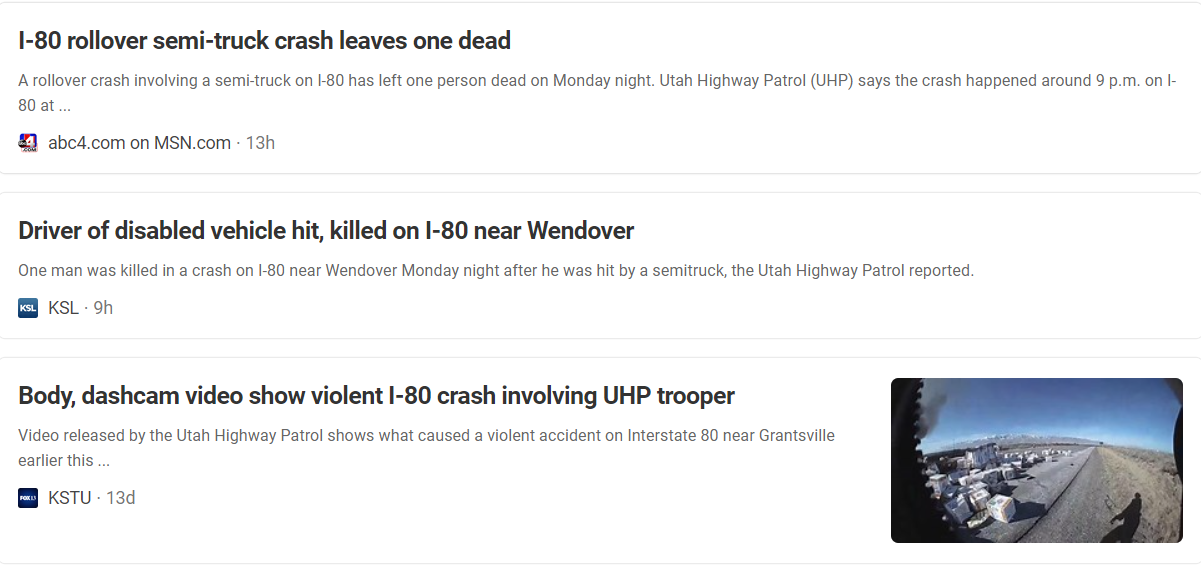 I-80 rollover semi-truck crash leaves one dead
A rollover crash involving a semi-truck on I-80 has left one person dead on Monday night. Utah Highway Patrol (UHP) says the crash happened around 9 p.m. on I-
80 at ...
abc4.com on MSN.com · 13h
Driver of disabled vehicle hit, killed on I-80 near Wendover
One man was killed in a crash on I-80 near Wendover Monday night after he was hit by a semitruck, the Utah Highway Patrol reported.
KSL
KSL · 9h
Body, dashcam video show violent I-80 crash involving UHP trooper
Video released by the Utah Highway Patrol shows what caused a violent accident on Interstate 80 near Grantsville
earlier this ...
FOX 13
KSTU · 13d